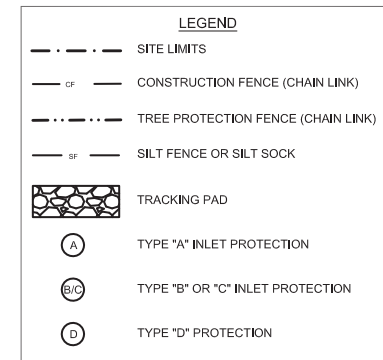 LEGEND
SITE LIMITS
CF CONSTRUCTION FENCE (CHAIN LINK)
TREE PROTECTION FENCE (CHAIN LINK)
SF SILT FENCE OR SILT SOCK
TRACKING PAD
A TYPE "A" INLET PROTECTION
B/C TYPE "B" OR "C" INLET PROTECTION
D TYPE "D" PROTECTION